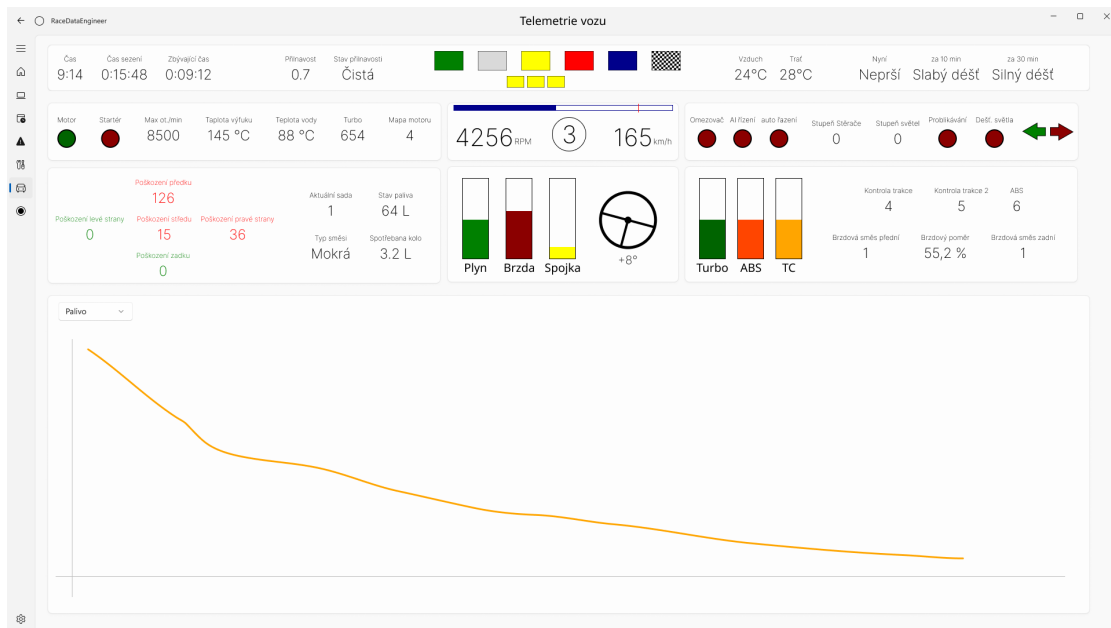 RaceDataEngineer
Telemetrie vozu
Čas Čas sezení Zbývající čas
9:14 0:15:48 0:09:12
Přilnavost Stav přilnavosti
0.7 Čistá
Vzduch Trať
24°C 28°C
Nyní za 10 min za 30 min
Neprší Slabý déšť Silný déšť
Motor Startér Max ot./min Taplota výfuku Teplota vody Turbo Mapa motoru
8500 145 °C 88 °C 654 4
4256 RPM 3 165 km/h
Omezovač AI řízení auto řazení Stupeň Stěrače Stupeň světel Problikávání Dešť. světla
0 0
Poškození předku
126
Poškození levé strany Poškození středu Poškození pravé strany
0 15 36
Poškození zadku
0
Aktuální sada Stav paliva
1 64 L
Typ směsi Spotřebana kolo
Mokrá 3.2 L
Plyn Brzda Spojka
+8°
Turbo ABS TC
Kontrola trakce Kontrola trakce 2 ABS
4 5 6
Brzdová směs přední Brzdový poměr Brzdová směs zadní
1 55,2 % 1
Palivo